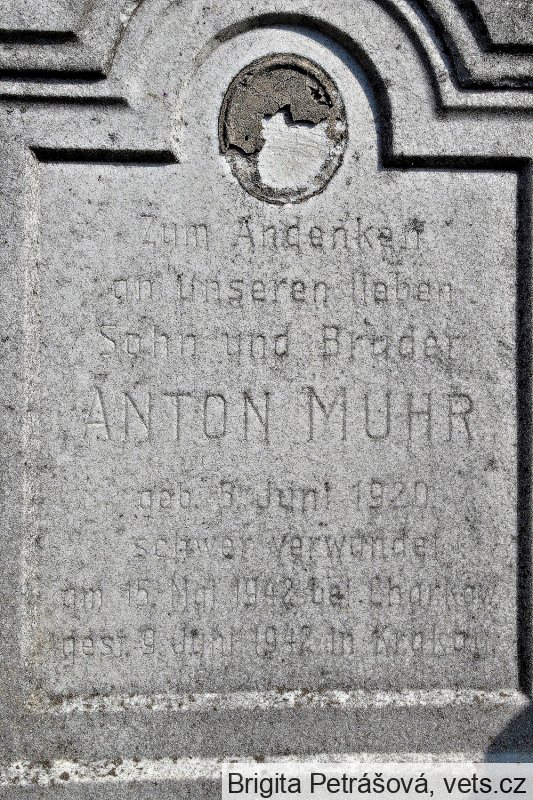 Zum Andenken
an unseren lieben
Sohn und Bruder
ANTON MUHR
geb. Juni 1920
schwer verwundet
am 15. Mai 1942 bei Charkow
gest. 9. Juni 1942 in Krakau
Brigita Petrášová, vets.cz